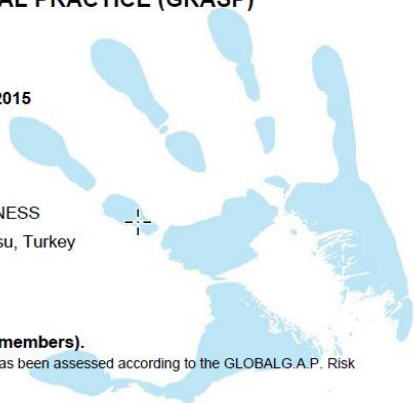 AL PRACTICE (GRASP)
2015
NESS
su, Turkey
members).
as been assessed according to the GLOBALG.A.P. Risk